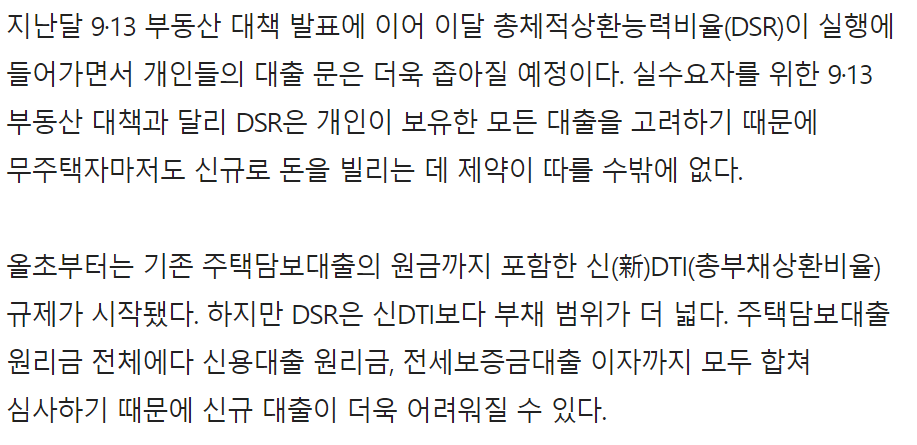 지난달 9·13 부동산 대책 발표에 이어 이달 총체적상환능력비율(DSR)이 실행에
들어가면서 개인들의 대출 문은 더욱 좁아질 예정이다. 실수요자를 위한 9·13
부동산 대책과 달리 DSR은 개인이 보유한 모든 대출을 고려하기 때문에
무주택자마저도 신규로 돈을 빌리는 데 제약이 따를 수밖에 없다.
올초부터는 기존 주택담보대출의 원금까지 포함한 신(新)DTI(총부채상환비율)
규제가 시작됐다. 하지만 DSR은 신DTI보다 부채 범위가 더 넓다. 주택담보대출
원리금 전체에다 신용대출 원리금, 전세보증금대출 이자까지 모두 합쳐
심사하기 때문에 신규 대출이 더욱 어려워질 수 있다.